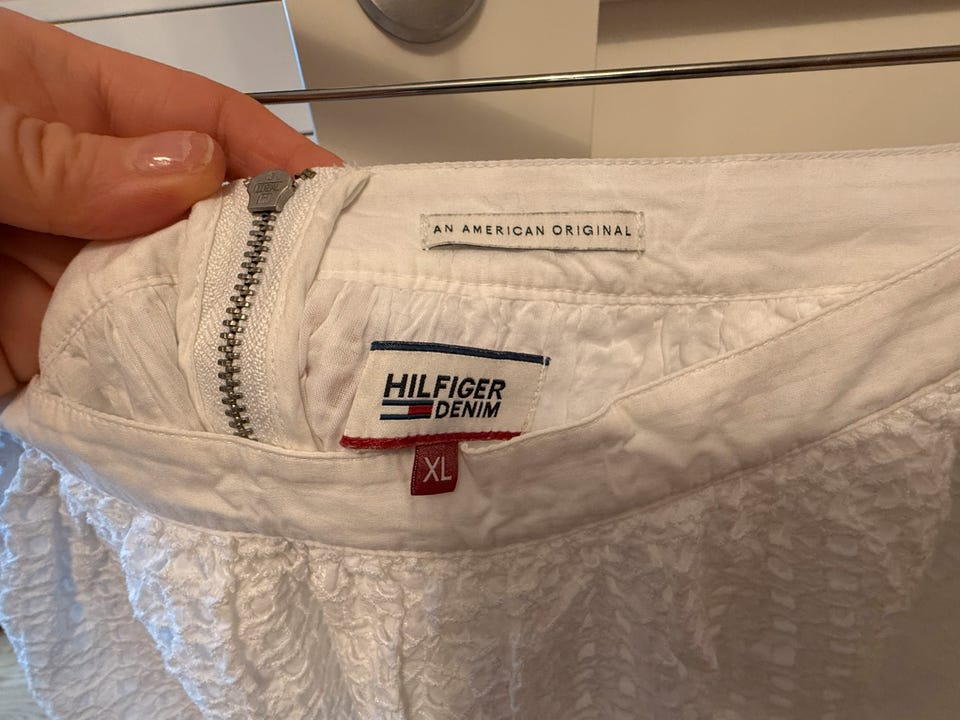 AN AMERICAN ORIGINAL
HILFIGER
DENIM
XL